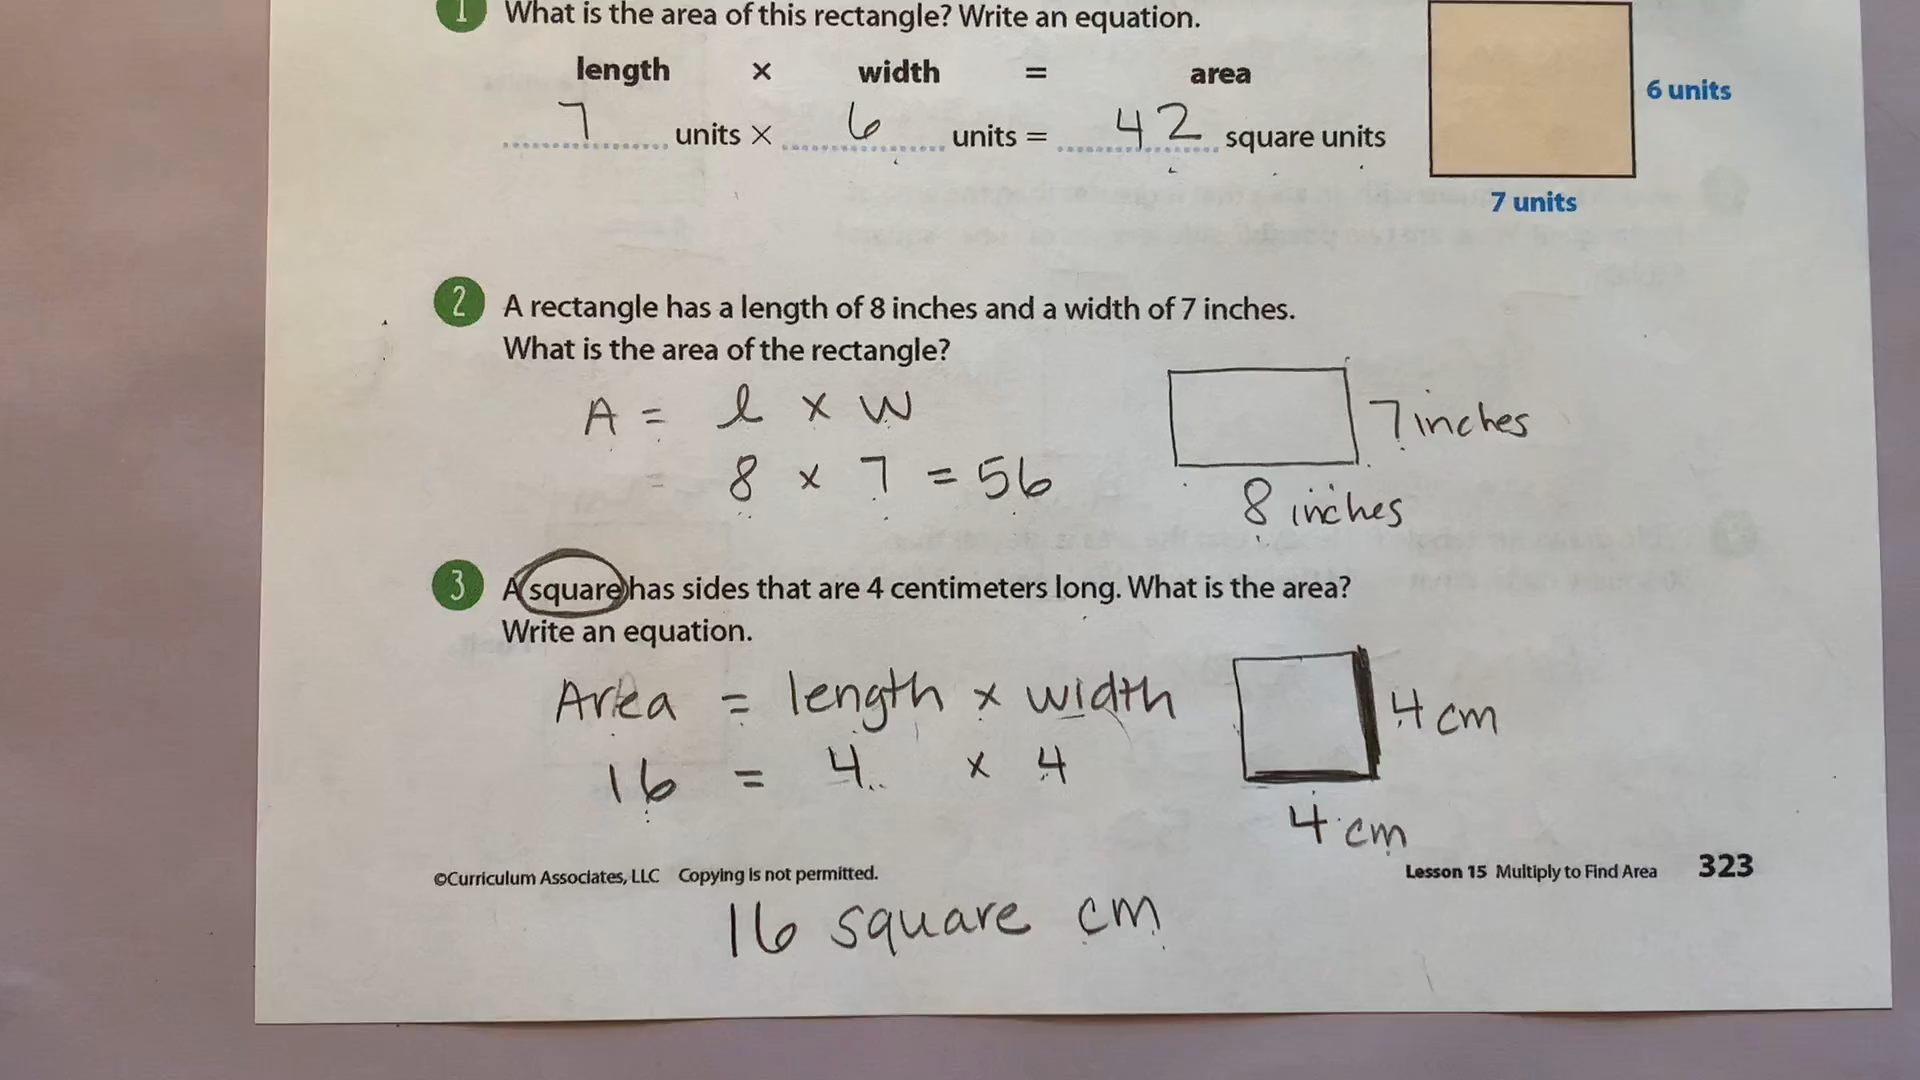 1 What is the area of this rectangle? Write an equation.
length × width = area
7 units × 6 units = 42 square units
6 units
7 units
2 A rectangle has a length of 8 inches and a width of 7 inches.
What is the area of the rectangle?
A = l × w
= 8 × 7 = 56
7 inches
8 inches
3 A square has sides that are 4 centimeters long. What is the area?
Write an equation.
Area = length × width
16 = 4 × 4
4 cm
4 cm
©Curriculum Associates, LLC Copying is not permitted.
Lesson 15 Multiply to Find Area 323
16 square cm